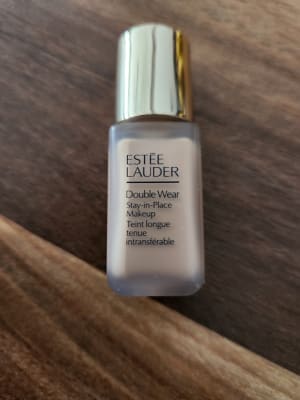 ESTĒE
LAUDER
Double Wear
Stay-in-Place
Makeup
Teint longue
tenue
intransférable